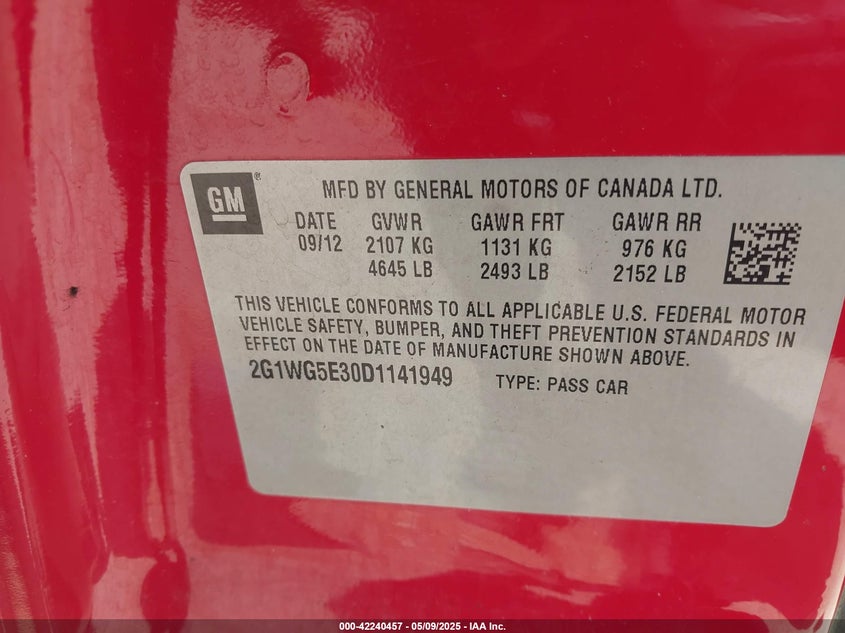 GM ®
MFD BY GENERAL MOTORS OF CANADA LTD.
DATE GVWR GAWR FRT GAWR RR
09/12 2107 KG 1131 KG 976 KG
4645 LB 2493 LB 2152 LB
THIS VEHICLE CONFORMS TO ALL APPLICABLE U.S. FEDERAL MOTOR
VEHICLE SAFETY, BUMPER, AND THEFT PREVENTION STANDARDS IN
EFFECT ON THE DATE OF MANUFACTURE SHOWN ABOVE.
2G1WG5E30D1141949 TYPE: PASS CAR
000-42240457 - 05/09/2025 - IAA Inc.